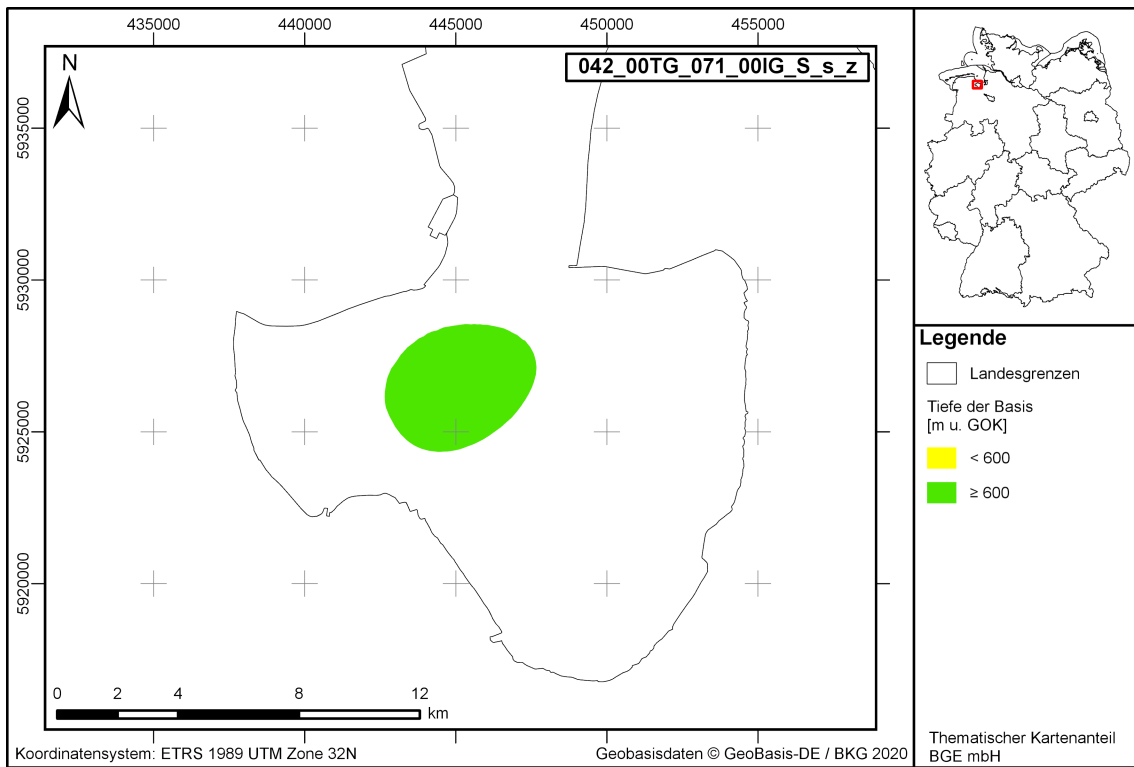 435000 440000 445000 450000 455000
042_00TG_071_00IG_S_s_z
N
5935000
5930000
5925000
5920000
0 2 4 8 12
km
Koordinatensystem: ETRS 1989 UTM Zone 32N
Geobasisdaten © GeoBasis-DE / BKG 2020
Legende
Landesgrenzen
Tiefe der Basis
[m u. GOK]
< 600
≥ 600
Thematischer Kartenanteil
BGE mbH